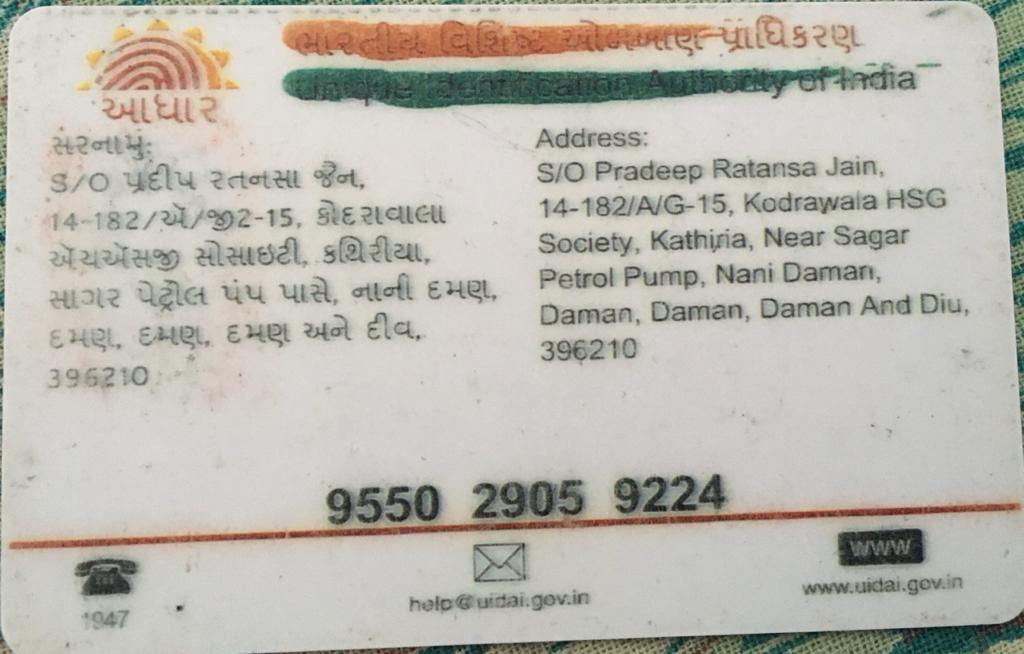 ભારતીય વિશિષ્ટ ઓળખાણ પ્રાધિકરણ
Unique Identification Authority of India
આધાર
સરનામું:
S/O પ્રદીપ રતનસા જૈન,
14-182/એ/જી2-15, કોદરાવાલા
એચએસજી સોસાઇટી, કથિરીયા,
સાગર પેટ્રોલ પંપ પાસે, નાની દમણ,
દમણ, દમણ, દમણ અને દીવ,
396210
Address:
S/O Pradeep Ratansa Jain,
14-182/A/G-15, Kodrawala HSG
Society, Kathiria, Near Sagar
Petrol Pump, Nani Daman,
Daman, Daman, Daman And Diu,
396210
9550 2905 9224
1947
help@uidai.gov.in
www
www.uidai.gov.in